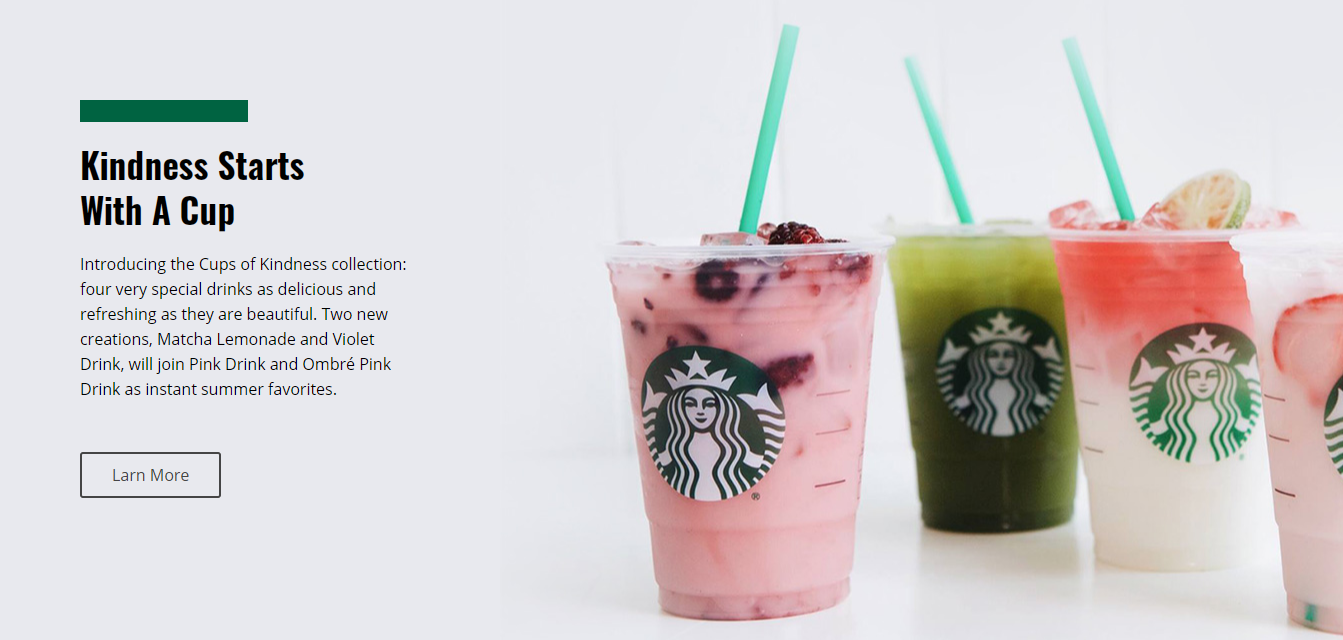 Kindness Starts
With A Cup
Introducing the Cups of Kindness collection:
four very special drinks as delicious and
refreshing as they are beautiful. Two new
creations, Matcha Lemonade and Violet
Drink, will join Pink Drink and Ombré Pink
Drink as instant summer favorites.
Larn More
®